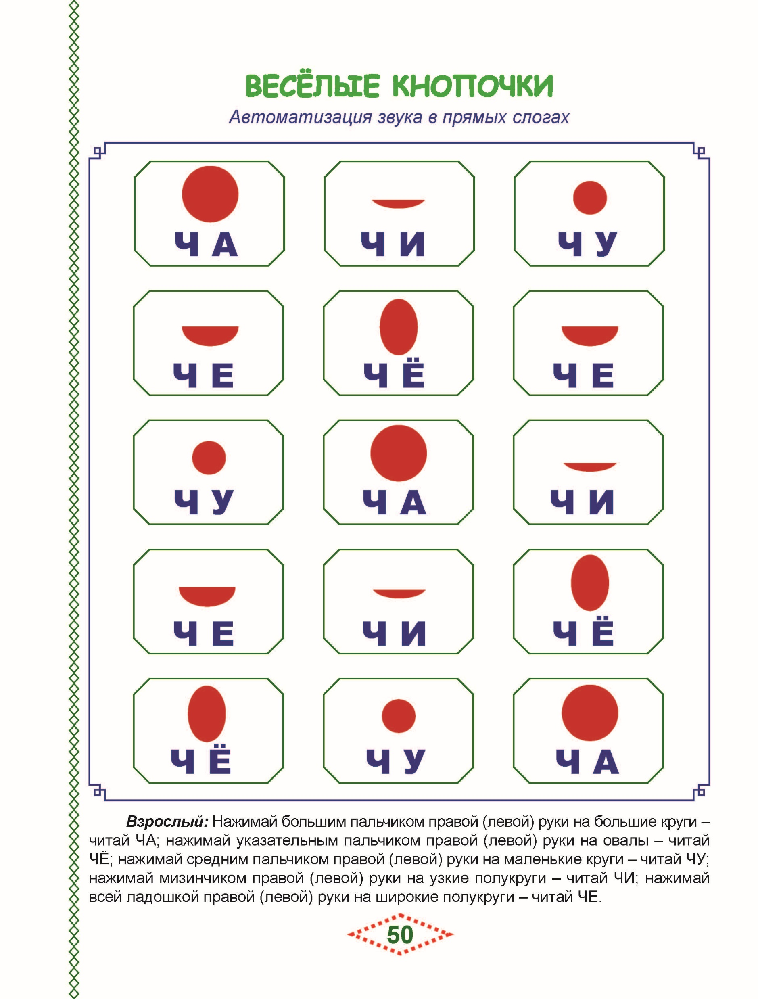 ВЕСЁЛЫЕ КНОПОЧКИ
Автоматизация звука в прямых слогах
Ч А Ч И Ч У
Ч Е Ч Ё Ч Е
Ч У Ч А Ч И
Ч Е Ч И Ч Ё
Ч Ё Ч У Ч А
Взрослый: Нажимай большим пальчиком правой (левой) руки на большие круги –
читай ЧА; нажимай указательным пальчиком правой (левой) руки на овалы – читай
ЧЁ; нажимай средним пальчиком правой (левой) руки на маленькие круги – читай ЧУ;
нажимай мизинчиком правой (левой) руки на узкие полукруги – читай ЧИ; нажимай
всей ладошкой правой (левой) руки на широкие полукруги – читай ЧЕ.
50